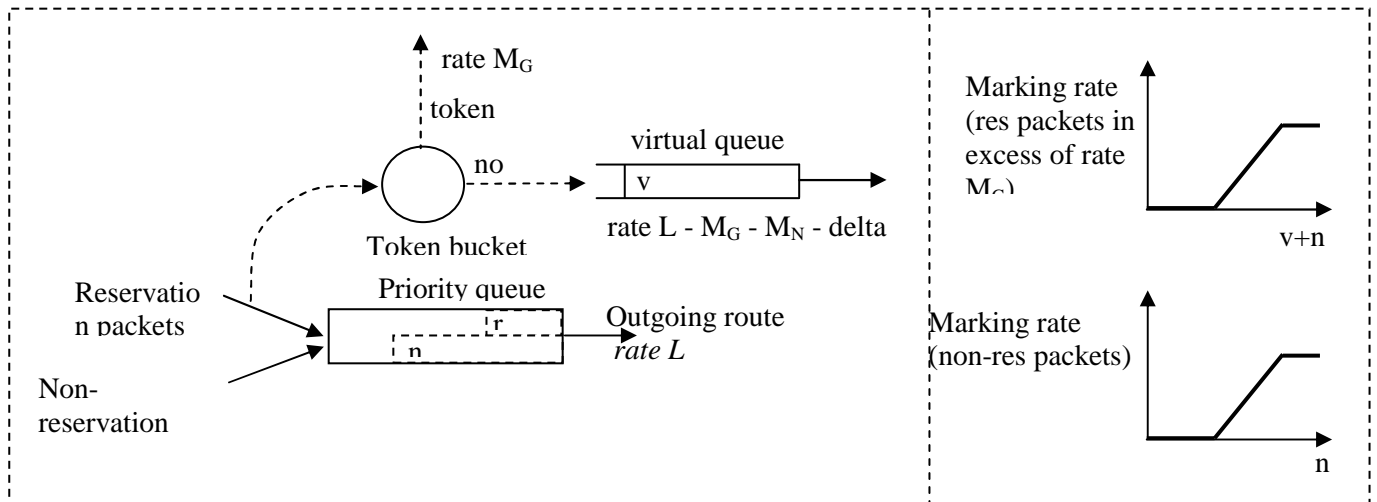 rate M_G
token
no
virtual queue
v
rate L - M_G - M_N - delta
Token bucket
Reservatio
n packets
Priority queue
r
n
Outgoing route
rate L
Non-
reservation
Marking rate
(res packets in
excess of rate
M_G)
v+n
Marking rate
(non-res packets)
n